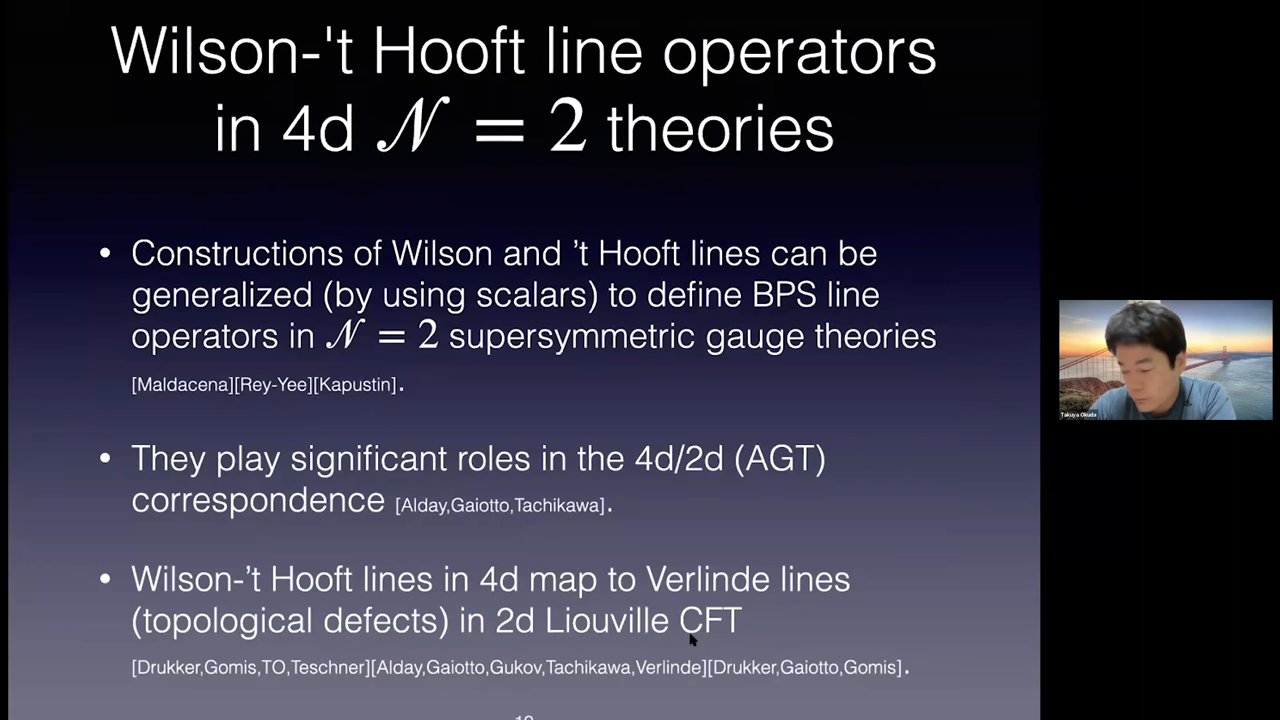 Wilson-'t Hooft line operators
in 4d 𝒩 = 2 theories
• Constructions of Wilson and ’t Hooft lines can be
generalized (by using scalars) to define BPS line
operators in 𝒩 = 2 supersymmetric gauge theories
[Maldacena][Rey-Yee][Kapustin].
• They play significant roles in the 4d/2d (AGT)
correspondence [Alday,Gaiotto,Tachikawa].
• Wilson-’t Hooft lines in 4d map to Verlinde lines
(topological defects) in 2d Liouville CFT
[Drukker,Gomis,TO,Teschner][Alday,Gaiotto,Gukov,Tachikawa,Verlinde][Drukker,Gaiotto,Gomis].
Takuya Okuda